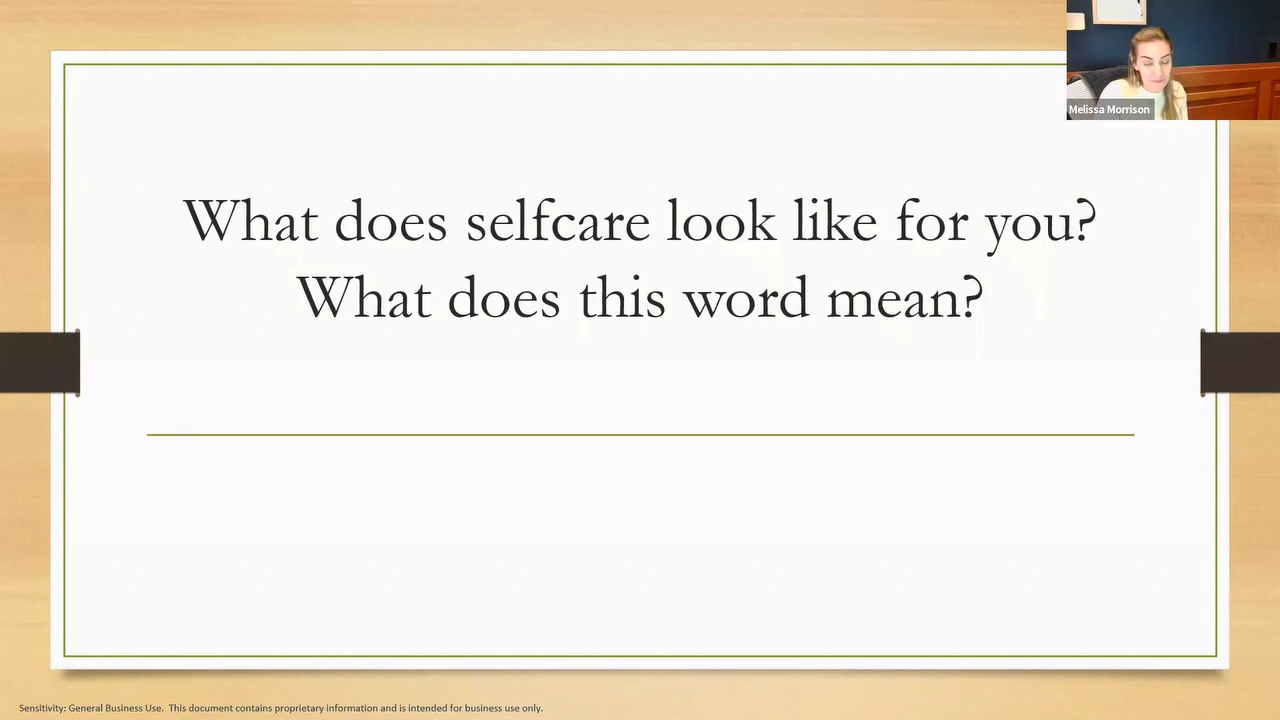 What does selfcare look like for you?
What does this word mean?
Melissa Morrison
Sensitivity: General Business Use.  This document contains proprietary information and is intended for business use only.